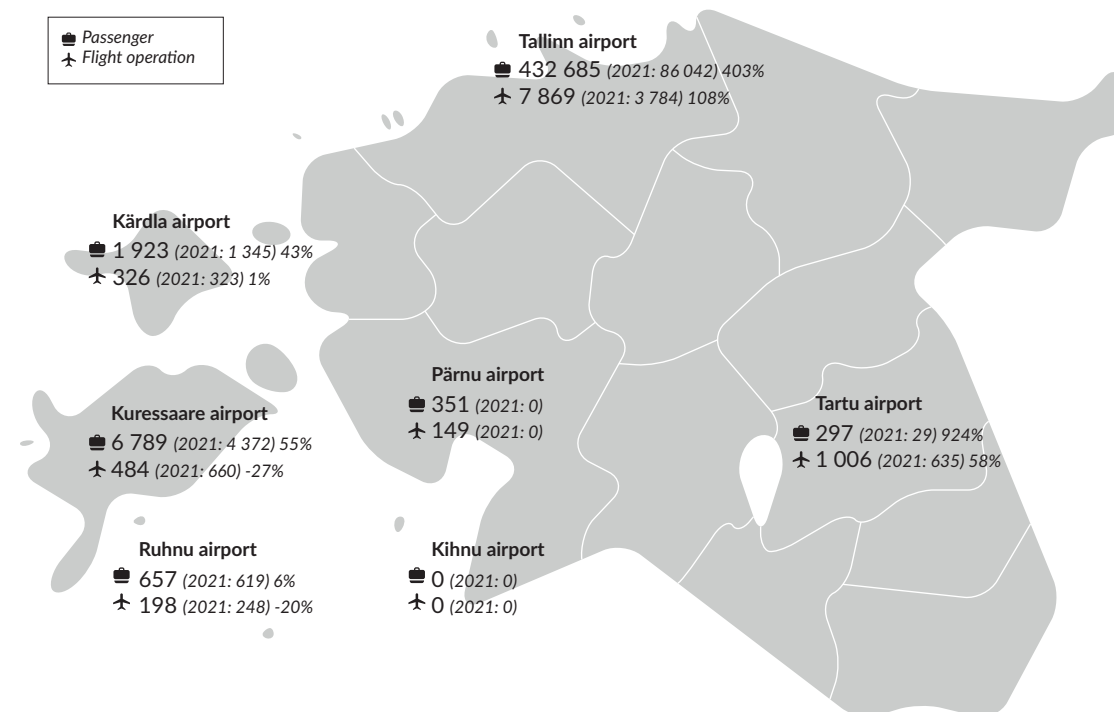 Passenger
Flight operation
Tallinn airport
432 685 (2021: 86 042) 403%
7 869 (2021: 3 784) 108%
Kärdla airport
1 923 (2021: 1 345) 43%
326 (2021: 323) 1%
Pärnu airport
351 (2021: 0)
149 (2021: 0)
Kuressaare airport
6 789 (2021: 4 372) 55%
484 (2021: 660) -27%
Tartu airport
297 (2021: 29) 924%
1 006 (2021: 635) 58%
Ruhnu airport
657 (2021: 619) 6%
198 (2021: 248) -20%
Kihnu airport
0 (2021: 0)
0 (2021: 0)